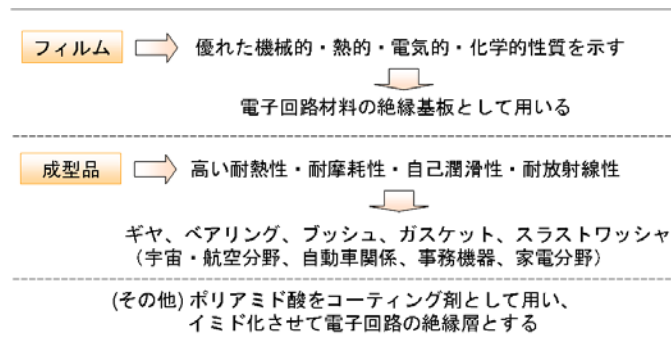 フィルム 優れた機械的・熱的・電気的・化学的性質を示す
電子回路材料の絶縁基板として用いる
成型品 高い耐熱性・耐摩耗性・自己潤滑性・耐放射線性
ギヤ、ベアリング、ブッシュ、ガスケット、スラストワッシャ
（宇宙・航空分野、自動車関係、事務機器、家電分野）
(その他) ポリアミド酸をコーティング剤として用い、
イミド化させて電子回路の絶縁層とする